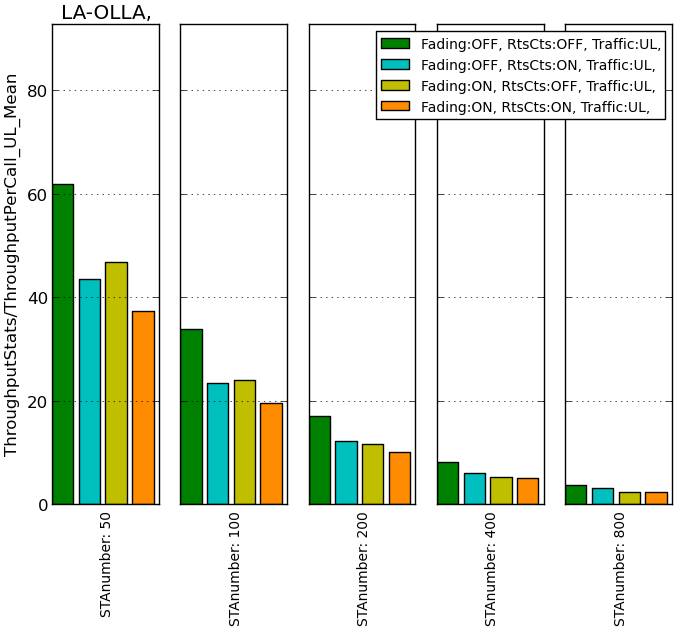 LA-OLLA,
Fading:OFF, RtsCts:OFF, Traffic:UL,
Fading:OFF, RtsCts:ON, Traffic:UL,
Fading:ON, RtsCts:OFF, Traffic:UL,
Fading:ON, RtsCts:ON, Traffic:UL,
ThroughputStats/ThroughputPerCall_UL_Mean
80
60
40
20
0
STAnumber: 50
STAnumber: 100
STAnumber: 200
STAnumber: 400
STAnumber: 800